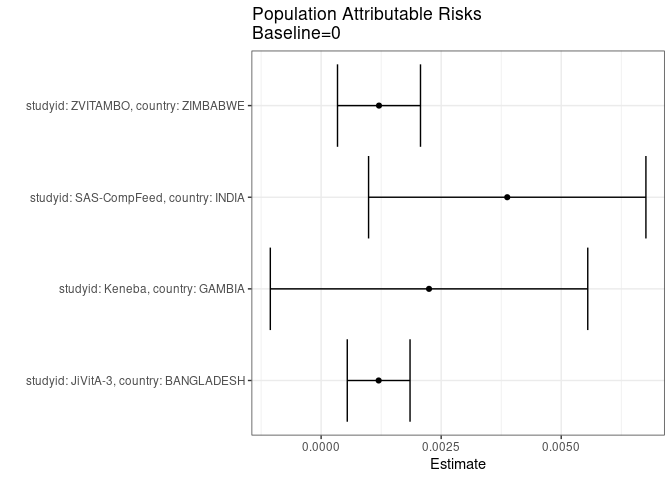 Population Attributable Risks
Baseline=0
studyid: ZVITAMBO, country: ZIMBABWE
studyid: SAS-CompFeed, country: INDIA
studyid: Keneba, country: GAMBIA
studyid: JiVitA-3, country: BANGLADESH
0.0000 0.0025 0.0050
Estimate